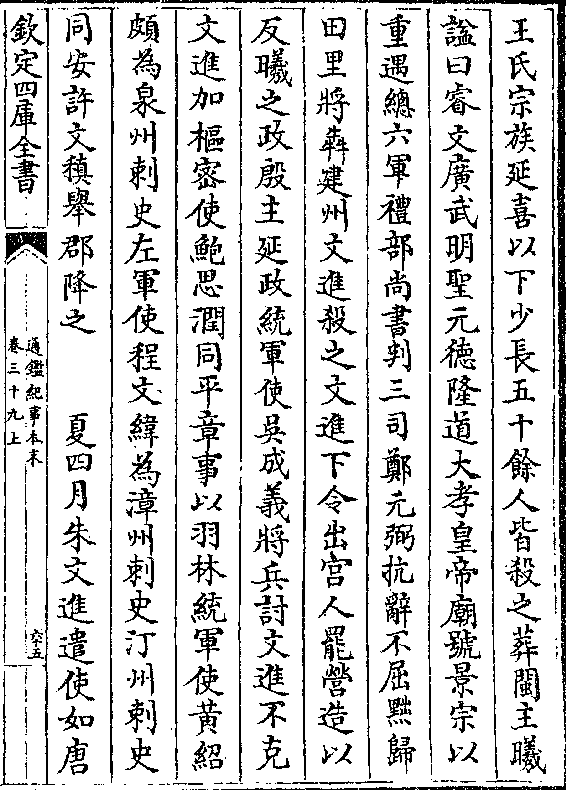 王氏宗族延喜以下少長五十餘人皆殺之葬閩主曦
諡曰睿文廣武明聖元徳隆道大孝皇帝廟號景宗以
重遇總六軍禮部尚書判三司鄭元弼抗辭不屈黜歸
田里將犇建州文進殺之文進下令出宫人罷營造以
反曦之政殷主延政統軍使吳成義將兵討文進不克
文進加樞密使鮑思潤同平章事以羽林統軍使黄紹
頗為泉州刺史左軍使程文緯為漳州刺史汀州刺史
同安許文稹舉郡降之　夏四月朱文進遣使如唐
欽定四庫全書
通鑑紀事本末
卷三十九上
六十五